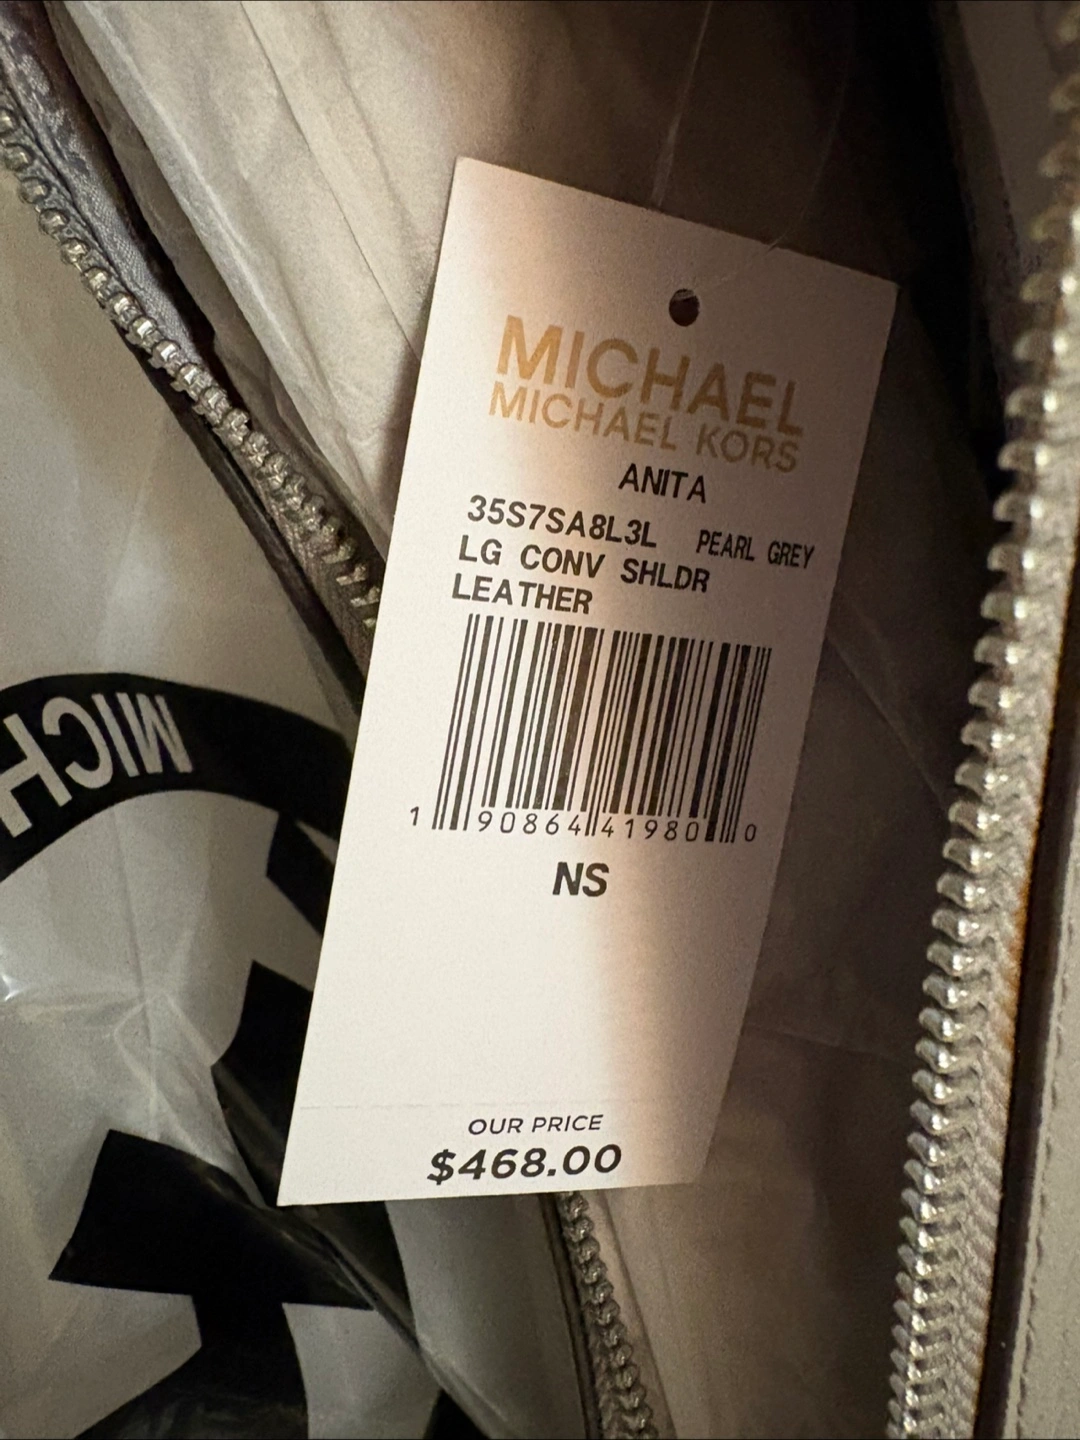 MICHAEL
MICHAEL KORS
ANITA
35S7SA8L3L PEARL GREY
LG CONV SHLDR
LEATHER
1 90864 41980 0
NS
OUR PRICE
$468.00
MICH